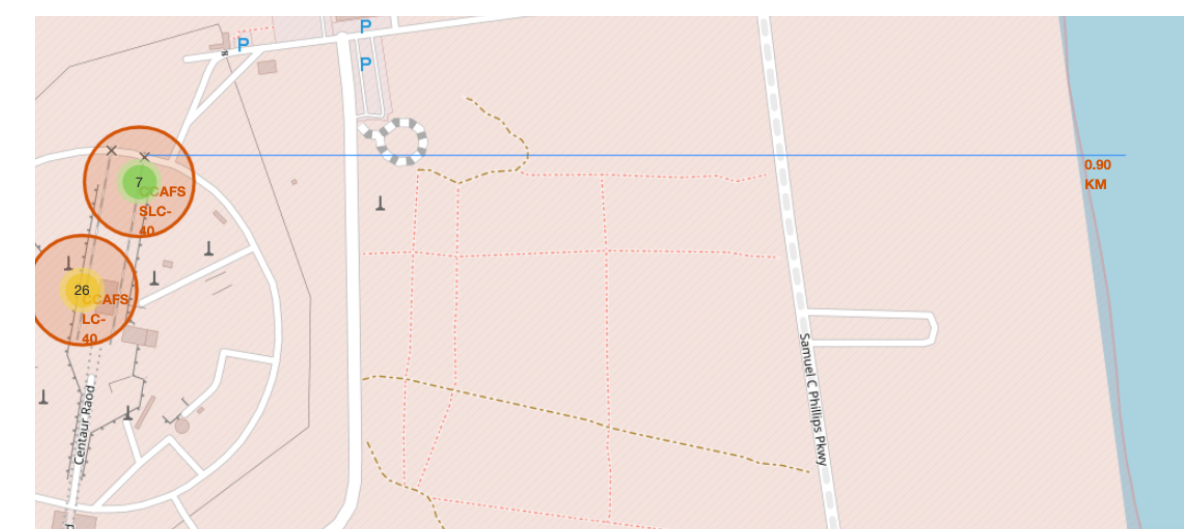 P
P
P
0.90
KM
7
CCAFS
SLC-
40
26
CCAFS
LC-
40
Samuel C Phillips Pkwy
Centaur Raod